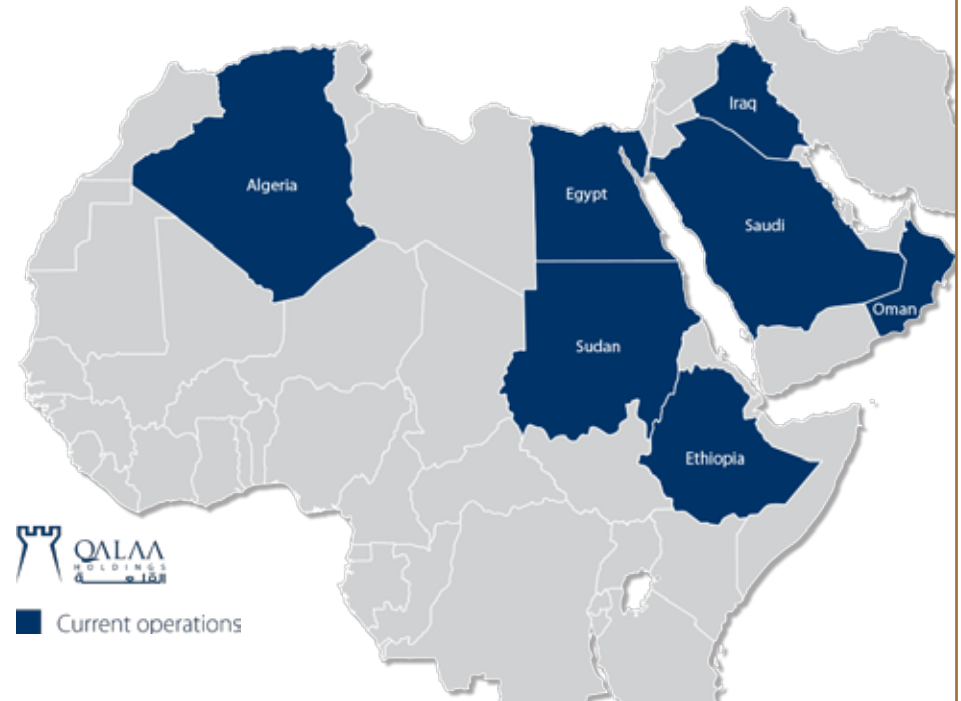 Iraq
Algeria
Egypt
Saudi
Oman
Sudan
Ethiopia
QALAA
HOLDINGS
القلعة
Current operations